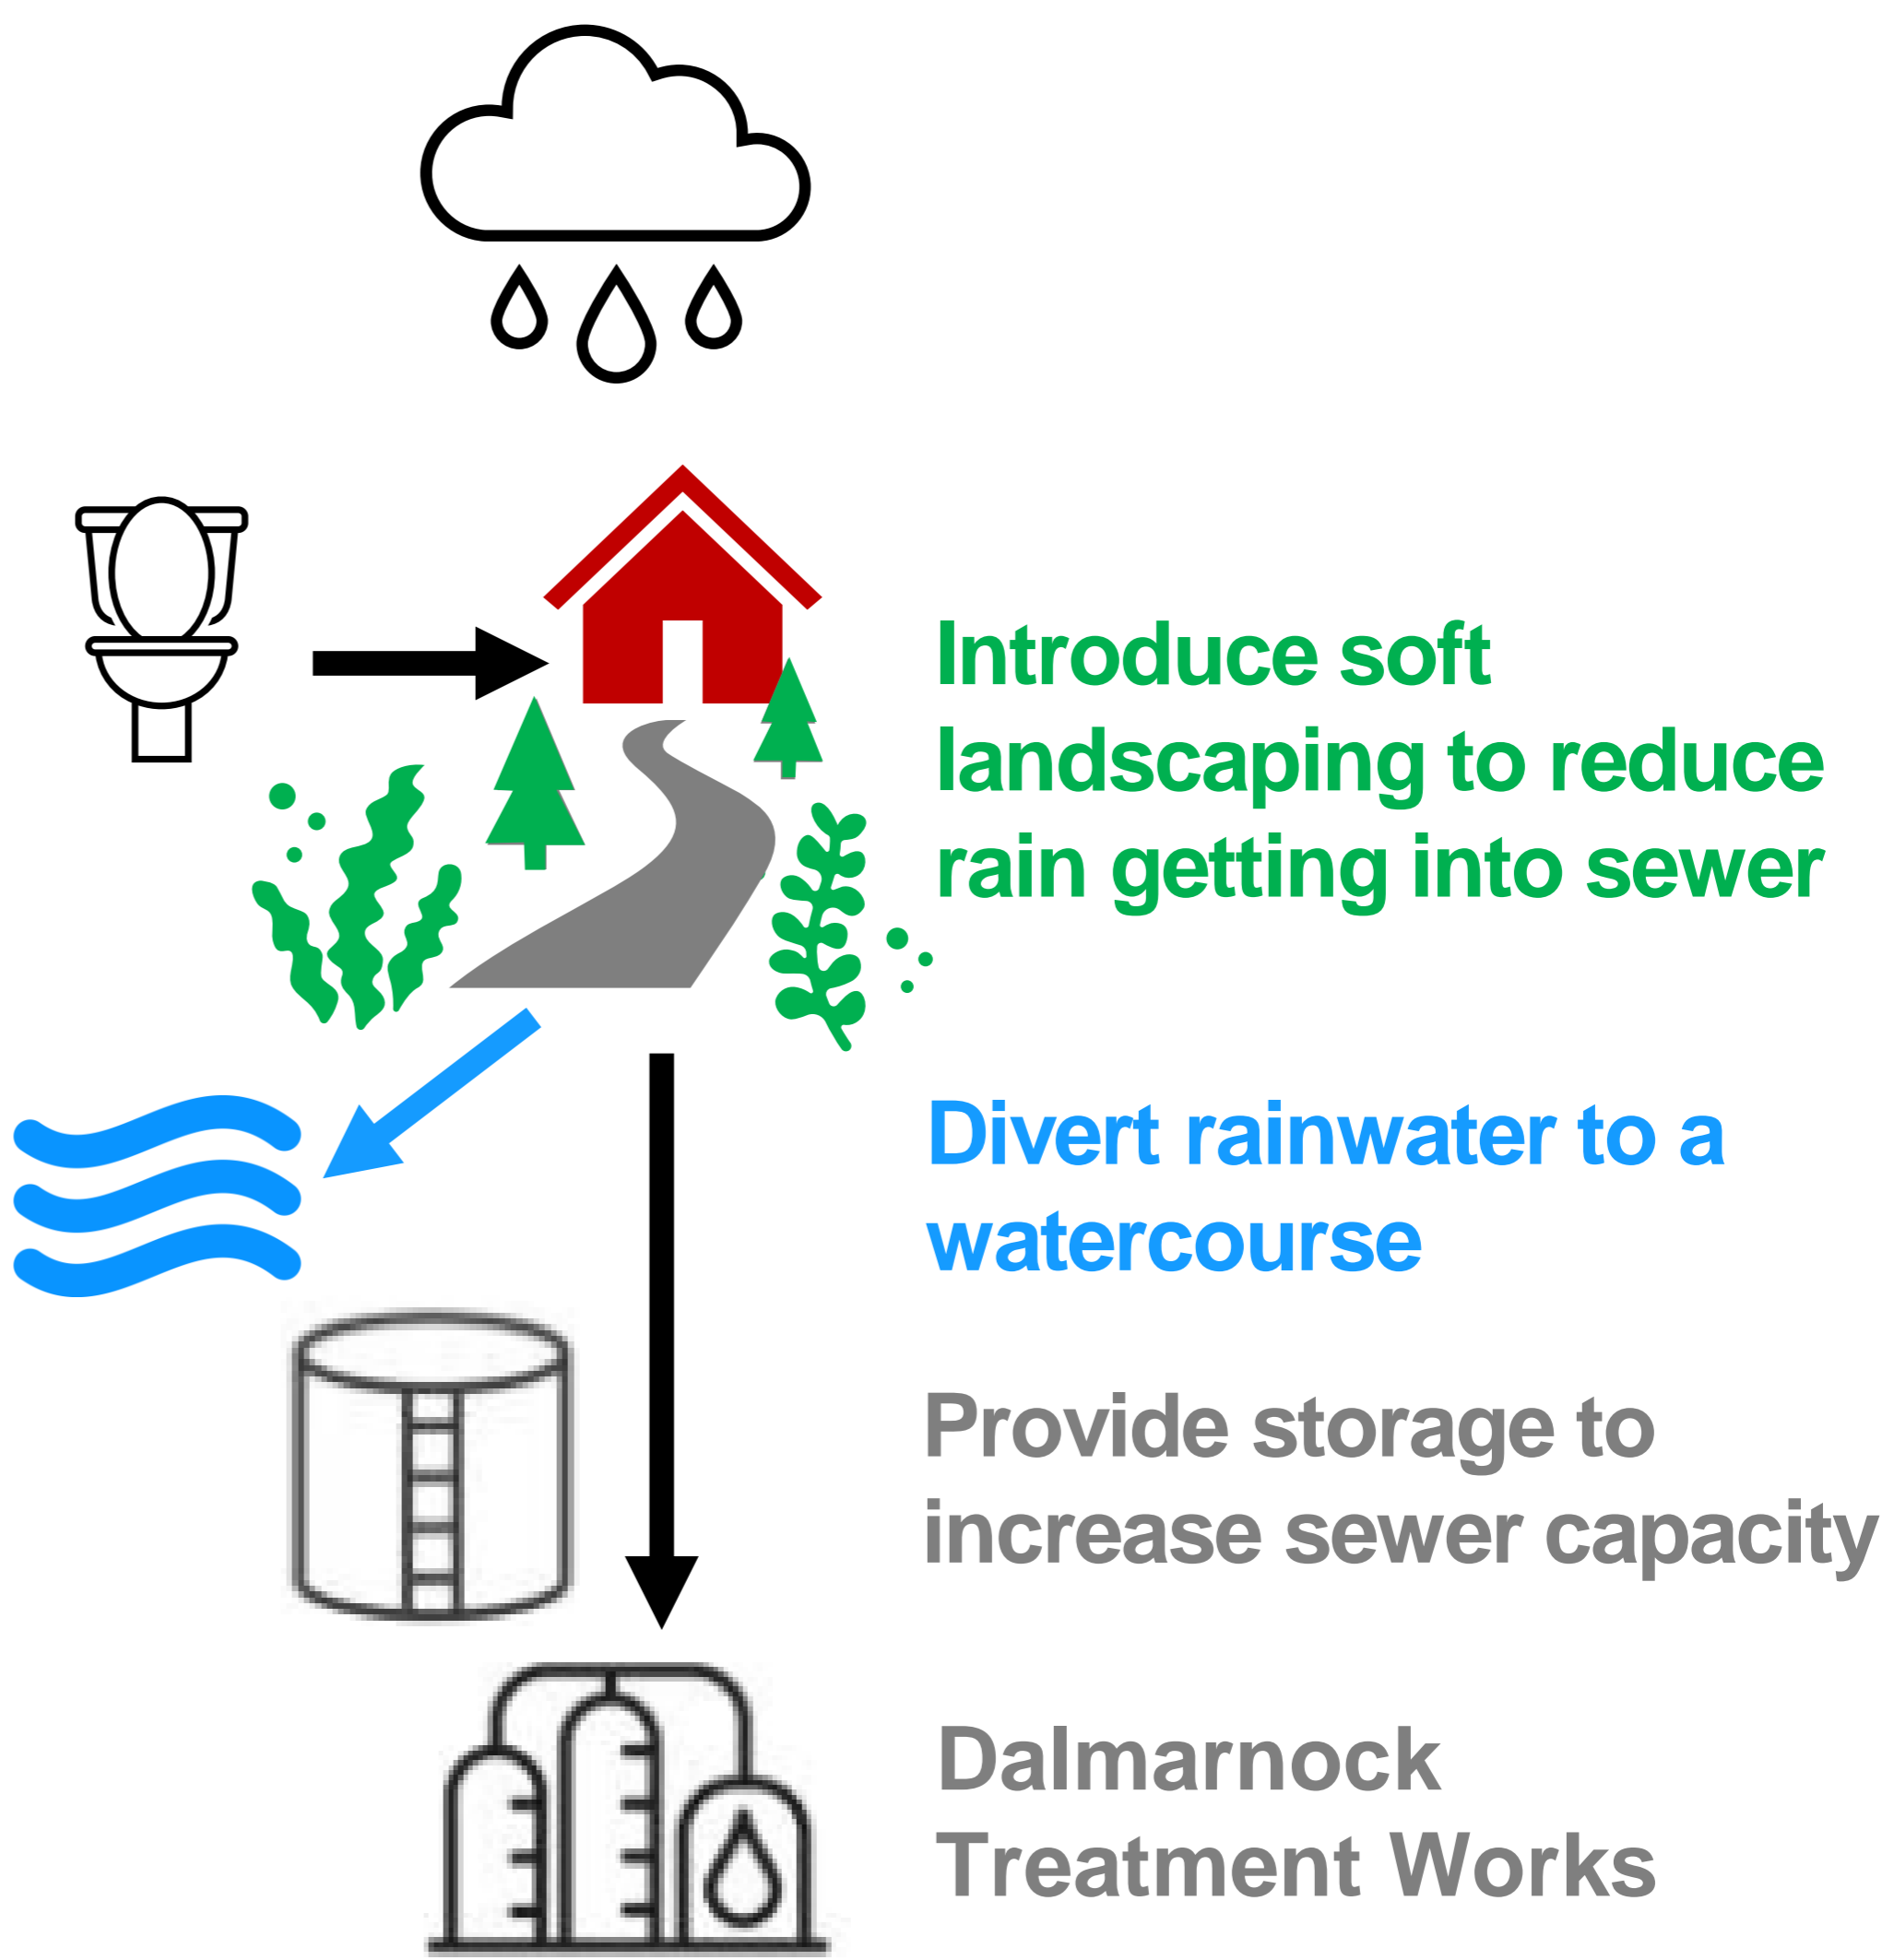 Introduce soft
landscaping to reduce
rain getting into sewer
Divert rainwater to a
watercourse
Provide storage to
increase sewer capacity
Dalmarnock
Treatment Works